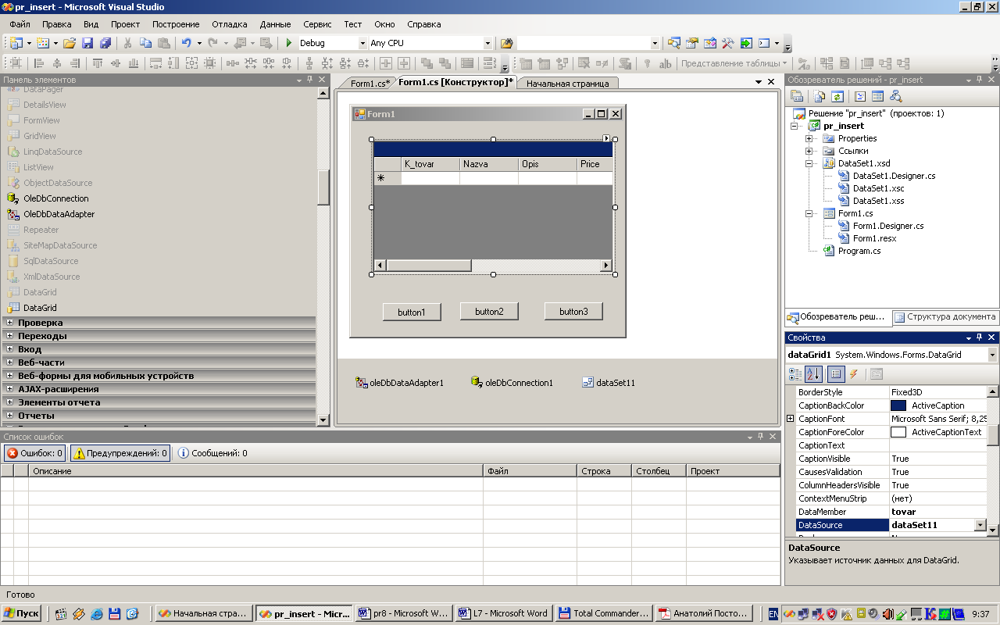 pr_insert - Microsoft Visual Studio
Файл Правка Вид Проект Построение Отладка Данные Сервис Тест Окно Справка
Debug Any CPU
Представление таблицы
Панель элементов
DataPager
DetailsView
FormView
GridView
LinqDataSource
ListView
ObjectDataSource
OleDbConnection
OleDbDataAdapter
Repeater
SiteMapDataSource
SqlDataSource
XmlDataSource
DataGrid
DataGrid
Проверка
Переходы
Вход
Веб-части
Веб-формы для мобильных устройств
AJAX-расширения
Элементы отчета
Отчеты
Form1.cs* Form1.cs [Конструктор]* Начальная страница
Form1
K_tovar Nazva Opis Price
button1 button2 button3
oleDbDataAdapter1 oleDbConnection1 dataSet11
Обозреватель решений - pr_insert
Решение "pr_insert" (проектов: 1)
pr_insert
Properties
Ссылки
DataSet1.xsd
DataSet1.Designer.cs
DataSet1.xsc
DataSet1.xss
Form1.cs
Form1.Designer.cs
Form1.resx
Program.cs
Обозреватель реш... Структура документа
Свойства
dataGrid1 System.Windows.Forms.DataGrid
BorderStyle Fixed3D
CaptionBackColor ActiveCaption
CaptionFont Microsoft Sans Serif; 8,25
CaptionForeColor ActiveCaptionText
CaptionText
CaptionVisible True
CausesValidation True
ColumnHeadersVisible True
ContextMenuStrip (нет)
DataMember tovar
DataSource dataSet11
DataSource
Указывает источник данных для DataGrid.
Список ошибок
Ошибок: 0 Предупреждений: 0 Сообщений: 0
Описание Файл Строка Столбец Проект
Готово
Пуск Начальная стра... pr_insert - Micr... pr8 - Microsoft W... L7 - Microsoft Word Total Commander... Анатолий Посто... EN 9:37